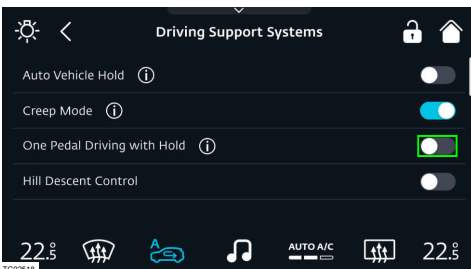 Driving Support Systems
Auto Vehicle Hold i
Creep Mode i
One Pedal Driving with Hold i
Hill Descent Control
22.5° A AUTO A/C 22.5°
TC02518